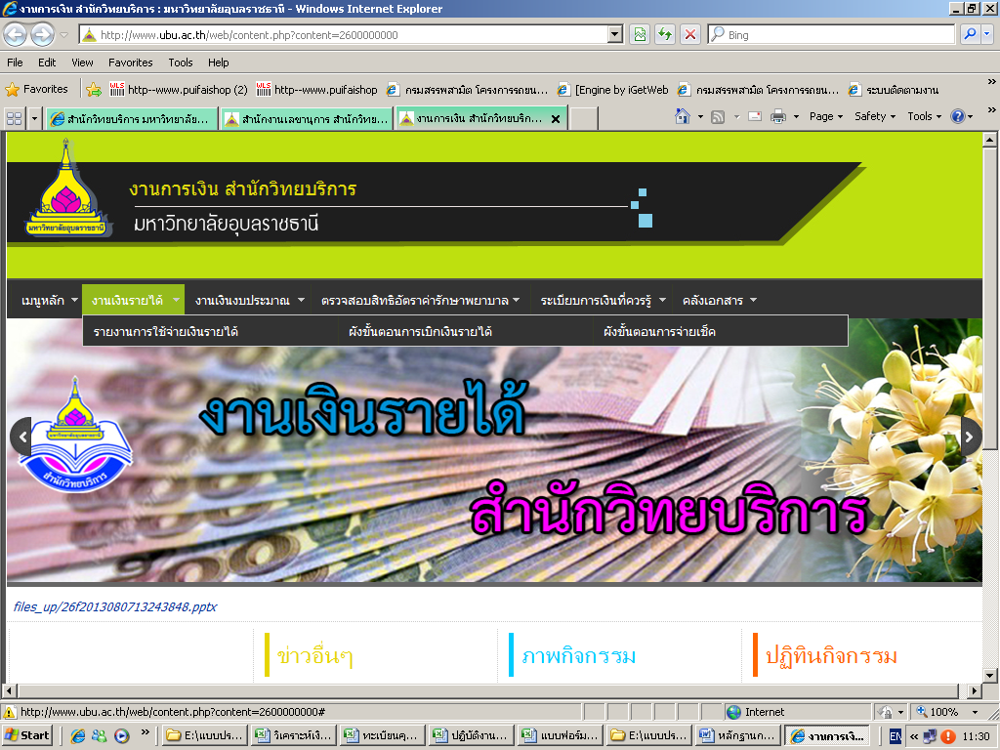 งานการเงิน สำนักวิทยบริการ : มหาวิทยาลัยอุบลราชธานี - Windows Internet Explorer
http://www.ubu.ac.th/web/content.php?content=2600000000
Bing
File Edit View Favorites Tools Help
Favorites http--www.puifaishop (2) http--www.puifaishop กรมสรรพสามิต โครงการรถยน... [Engine by iGetWeb กรมสรรพสามิต โครงการรถยน... ระบบติดตามงาน
สำนักวิทยบริการ มหาวิทยาลัย... สำนักงานเลขานุการ สำนักวิทย... งานการเงิน สำนักวิทยบริก... Page Safety Tools
งานการเงิน สำนักวิทยบริการ
มหาวิทยาลัยอุบลราชธานี
มหาวิทยาลัยอุบลราชธานี
เมนูหลัก งานเงินรายได้ งานเงินงบประมาณ ตรวจสอบสิทธิอัตราค่ารักษาพยาบาล ระเบียบการเงินที่ควรรู้ คลังเอกสาร
รายงานการใช้จ่ายเงินรายได้ ผังขั้นตอนการเบิกเงินรายได้ ผังขั้นตอนการจ่ายเช็ค
งานเงินรายได้
สำนักวิทยบริการ
สำนักวิทยบริการ
files_up/26f2013080713243848.pptx
ข่าวอื่นๆ ภาพกิจกรรม ปฏิทินกิจกรรม
http://www.ubu.ac.th/web/content.php?content=2600000000# Internet 100%
Start E:\แบบปร... วิเคราะห์เงิ... ทะเบียนคุ... ปฏิบัติงาน... แบบฟอร์ม... E:\แบบปร... หลักฐานก... งานการเงิ... EN 11:30